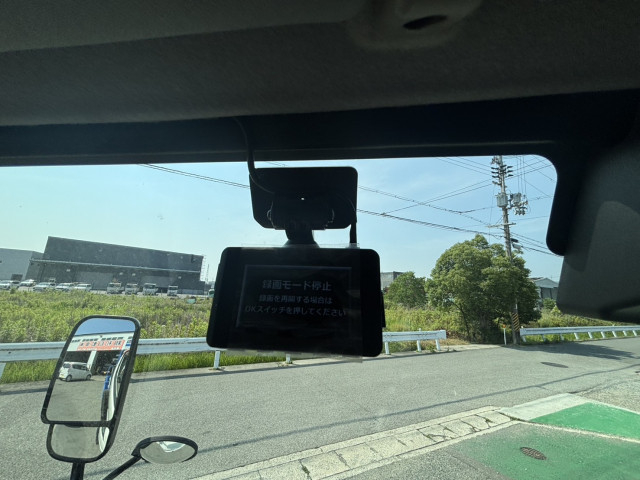 録画モード停止
録画を再開する場合は
OKスイッチを押してください